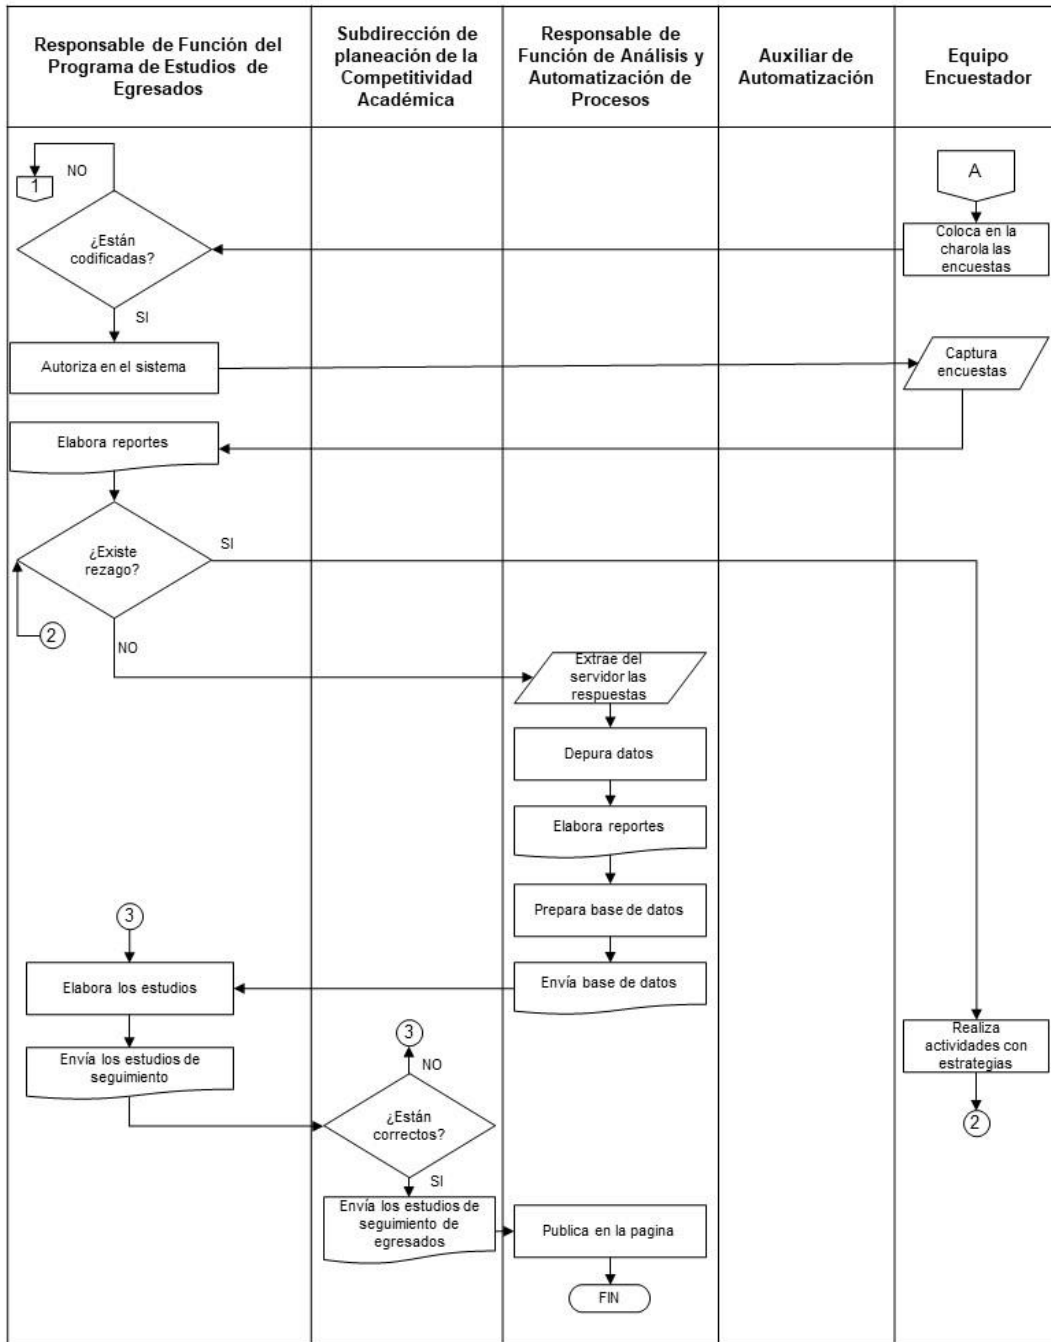 Responsable de Función del
Programa de Estudios de
Egresados
Subdirección de
planeación de la
Competitividad
Académica
Responsable de
Función de Análisis y
Automatización de
Procesos
Auxiliar de
Automatización
Equipo
Encuestador
NO
1
A
¿Están
codificadas?
Coloca en la
charola las
encuestas
SI
Autoriza en el sistema
Captura
encuestas
Elabora reportes
¿Existe
rezago?
SI
2
NO
Extrae del
servidor las
respuestas
Depura datos
Elabora reportes
Prepara base de datos
3
Elabora los estudios
Envía base de datos
Envía los estudios de
seguimiento
3
NO
Realiza
actividades con
estrategias
¿Están
correctos?
2
SI
Envía los estudios de
seguimiento de
egresados
Publica en la pagina
FIN